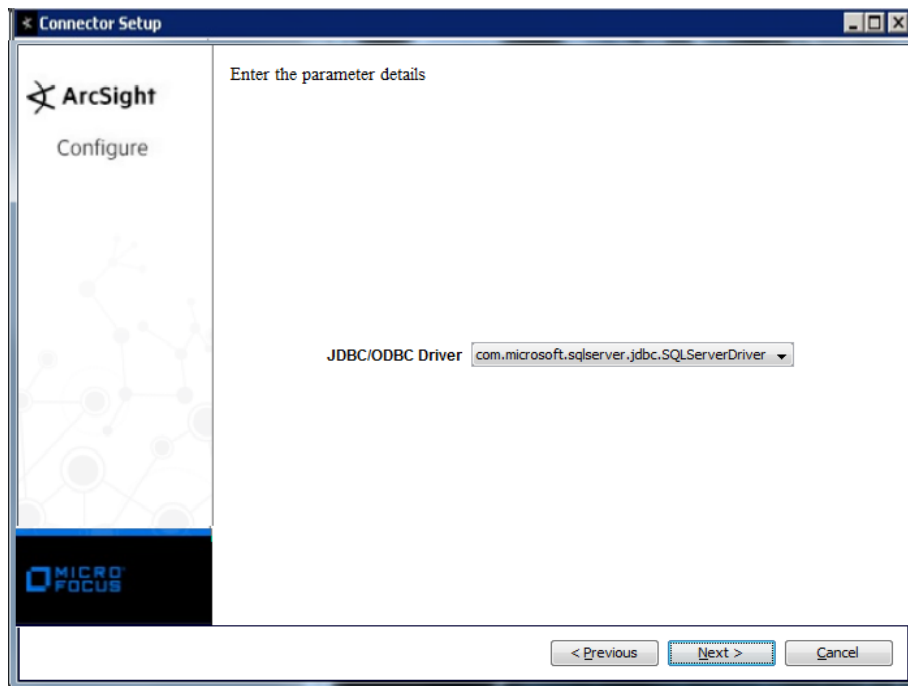 Connector Setup
ArcSight
Configure
Enter the parameter details
JDBC/ODBC Driver com.microsoft.sqlserver.jdbc.SQLServerDriver
MICRO
FOCUS
< Previous Next > Cancel